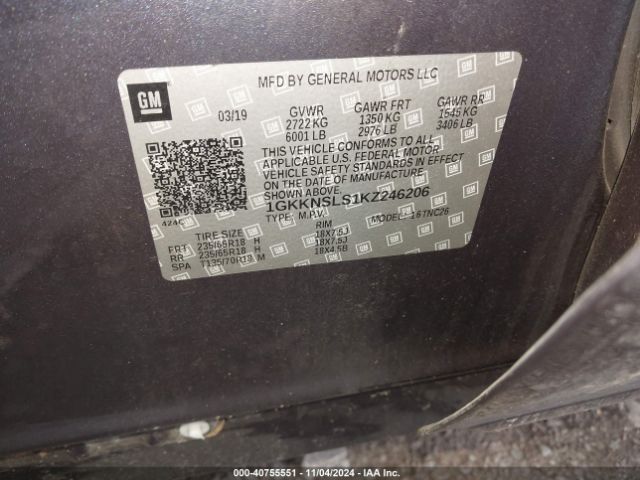 GM
MFD BY GENERAL MOTORS LLC
03/19 GVWR GAWR FRT GAWR RR
2722 KG 1350 KG 1545 KG
6001 LB 2976 LB 3406 LB
THIS VEHICLE CONFORMS TO ALL
APPLICABLE U.S. FEDERAL MOTOR
VEHICLE SAFETY STANDARDS IN EFFECT
ON THE DATE OF MANUFACTURE
SHOWN ABOVE.
1GKKNSLS1KZ246206
TYPE: M.P.V. MODEL: 16TNC26
TIRE SIZE RIM
FRT 235/65R18 H 18X7.5J
RR 235/65R18 H 18X7.5J
SPA T135/70R18 M 18X4.5B
000-40755551 - 11/04/2024 - IAA Inc.